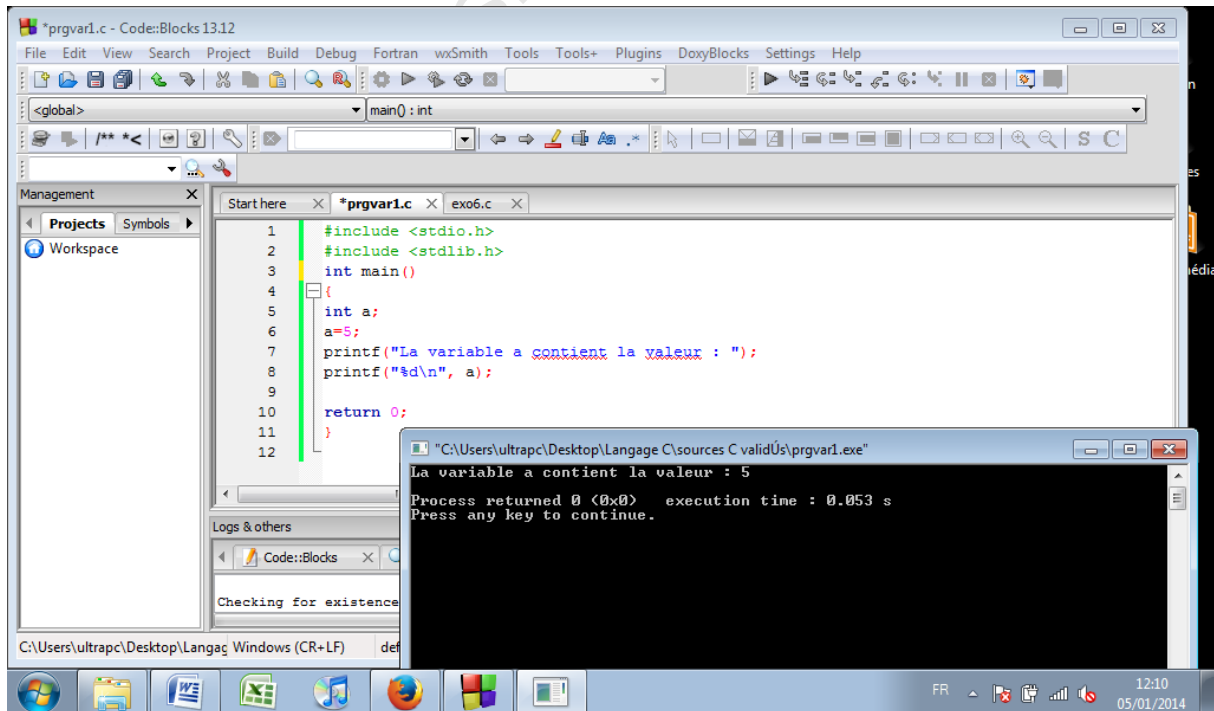 *prgvar1.c - Code::Blocks 13.12
File Edit View Search Project Build Debug Fortran wxSmith Tools Tools+ Plugins DoxyBlocks Settings Help
<global> main() : int
/** *< Aa .* S C
Management
Projects Symbols
Workspace
Start here *prgvar1.c exo6.c
1 #include <stdio.h>
2 #include <stdlib.h>
3 int main()
4 {
5 int a;
6 a=5;
7 printf("La variable a contient la valeur : ");
8 printf("%d\n", a);
9
10 return 0;
11 }
12
"C:\Users\ultrapc\Desktop\Langage C\sources C validÚs\prgvar1.exe"
La variable a contient la valeur : 5
Process returned 0 (0x0) execution time : 0.053 s
Press any key to continue.
Logs & others
Code::Blocks
Checking for existence
C:\Users\ultrapc\Desktop\Langag Windows (CR+LF) def
n
es
édia
FR 12:10
05/01/2014